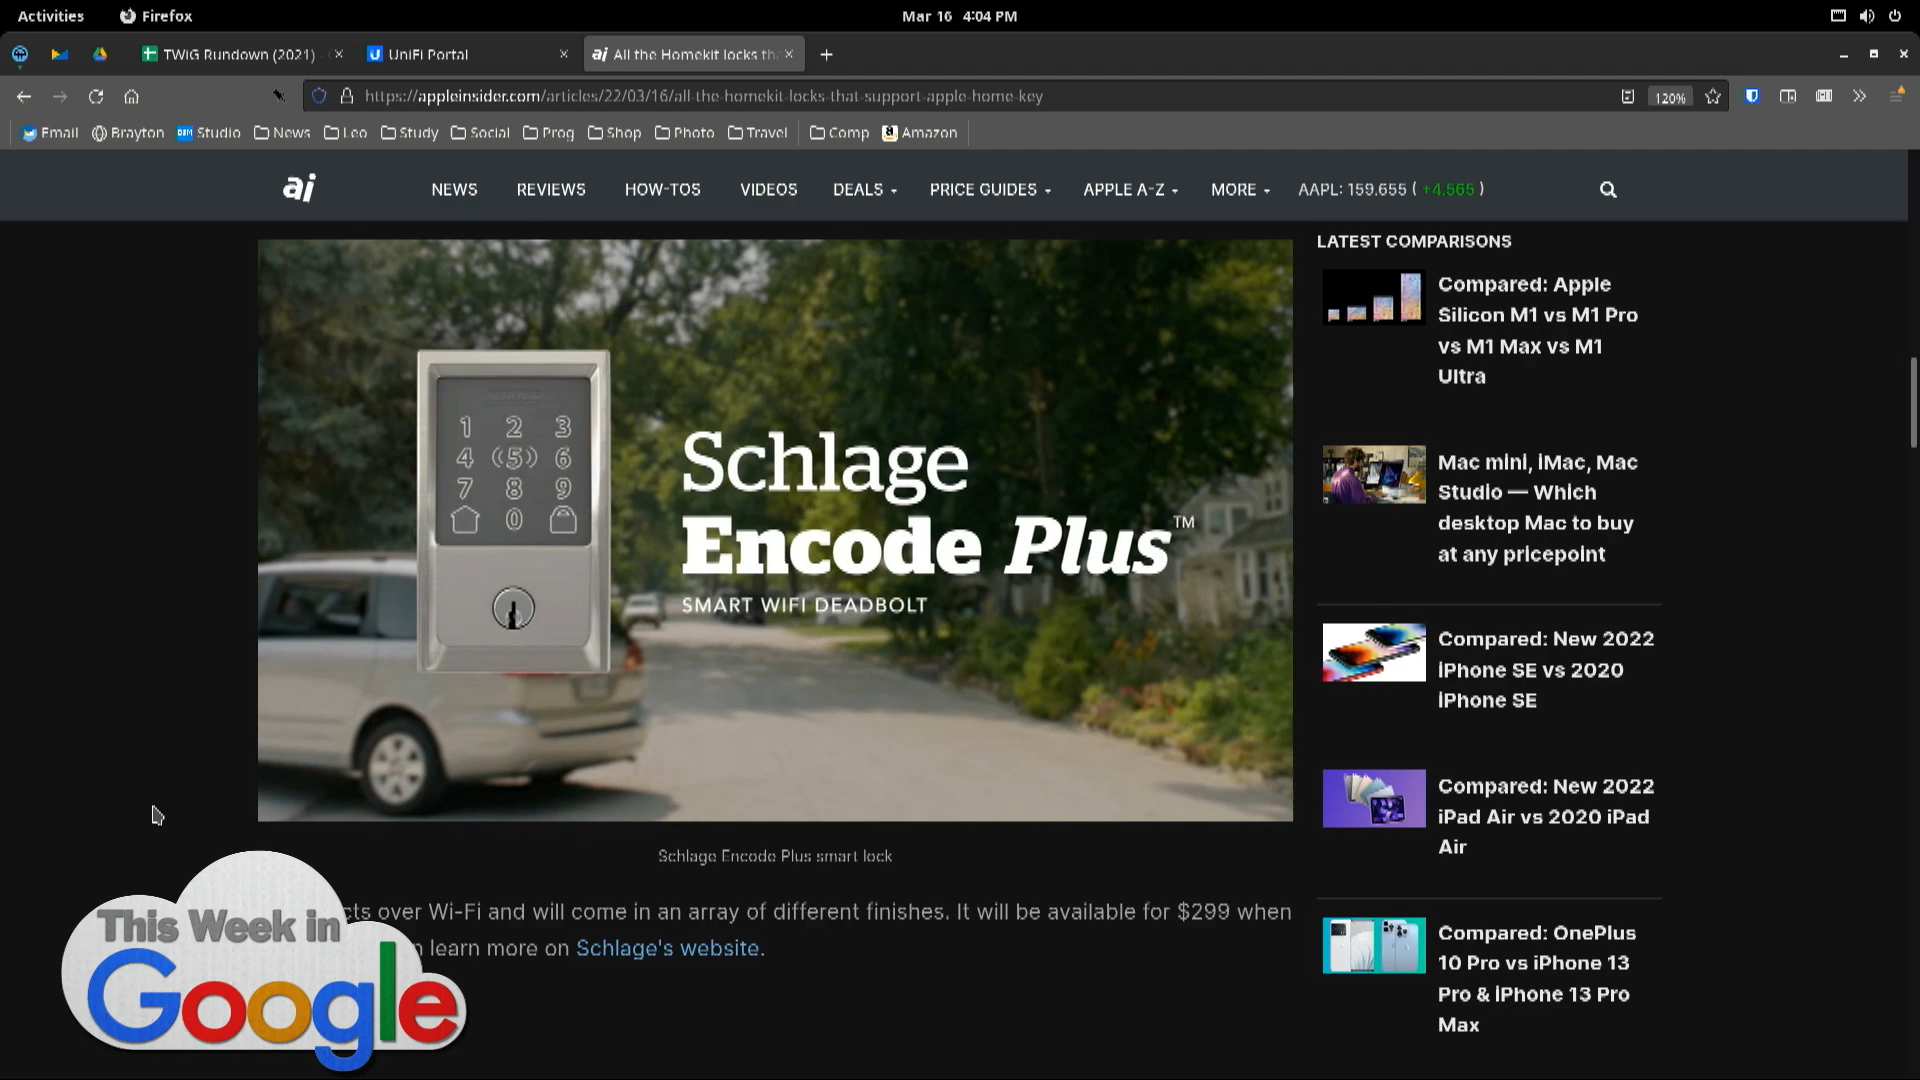 Activities Firefox Mar 16 4:04 PM
TWiG Rundown (2021) UniFi Portal ai All the Homekit locks th
https://appleinsider.com/articles/22/03/16/all-the-homekit-locks-that-support-apple-home-key 120%
Email Brayton Studio News Leo Study Social Prog Shop Photo Travel Comp Amazon
ai NEWS REVIEWS HOW-TOS VIDEOS DEALS PRICE GUIDES APPLE A-Z MORE AAPL: 159.655 ( +4.565 )
1 2 3
4 ((5)) 6
7 8 9
0
Schlage
Encode Plus™
SMART WIFI DEADBOLT
Schlage Encode Plus smart lock
cts over Wi-Fi and will come in an array of different finishes. It will be available for $299 when
n learn more on Schlage's website.
LATEST COMPARISONS
Compared: Apple
Silicon M1 vs M1 Pro
vs M1 Max vs M1
Ultra
Mac mini, iMac, Mac
Studio — Which
desktop Mac to buy
at any pricepoint
Compared: New 2022
iPhone SE vs 2020
iPhone SE
Compared: New 2022
iPad Air vs 2020 iPad
Air
Compared: OnePlus
10 Pro vs iPhone 13
Pro & iPhone 13 Pro
Max
This Week in
Google